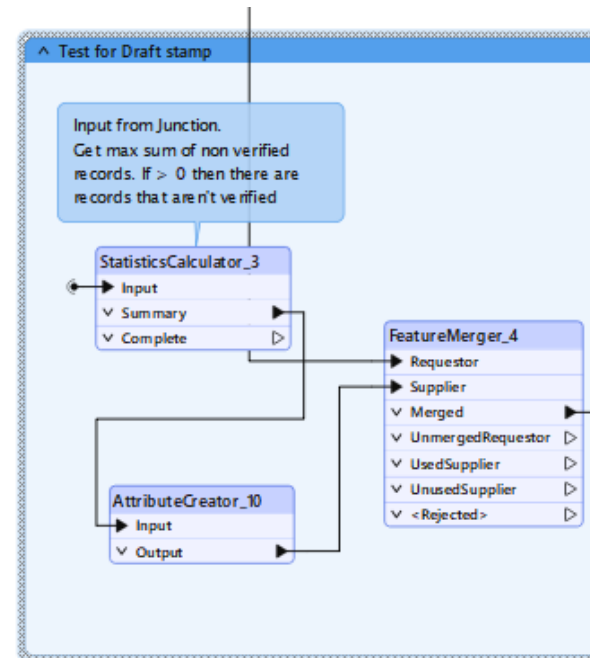 Test for Draft stamp
Input from Junction.
Get max sum of non verified
records. If > 0 then there are
records that aren't verified
StatisticsCalculator_3
Input
Summary
Complete
FeatureMerger_4
Requestor
Supplier
Merged
UnmergedRequestor
UsedSupplier
UnusedSupplier
<Rejected>
AttributeCreator_10
Input
Output